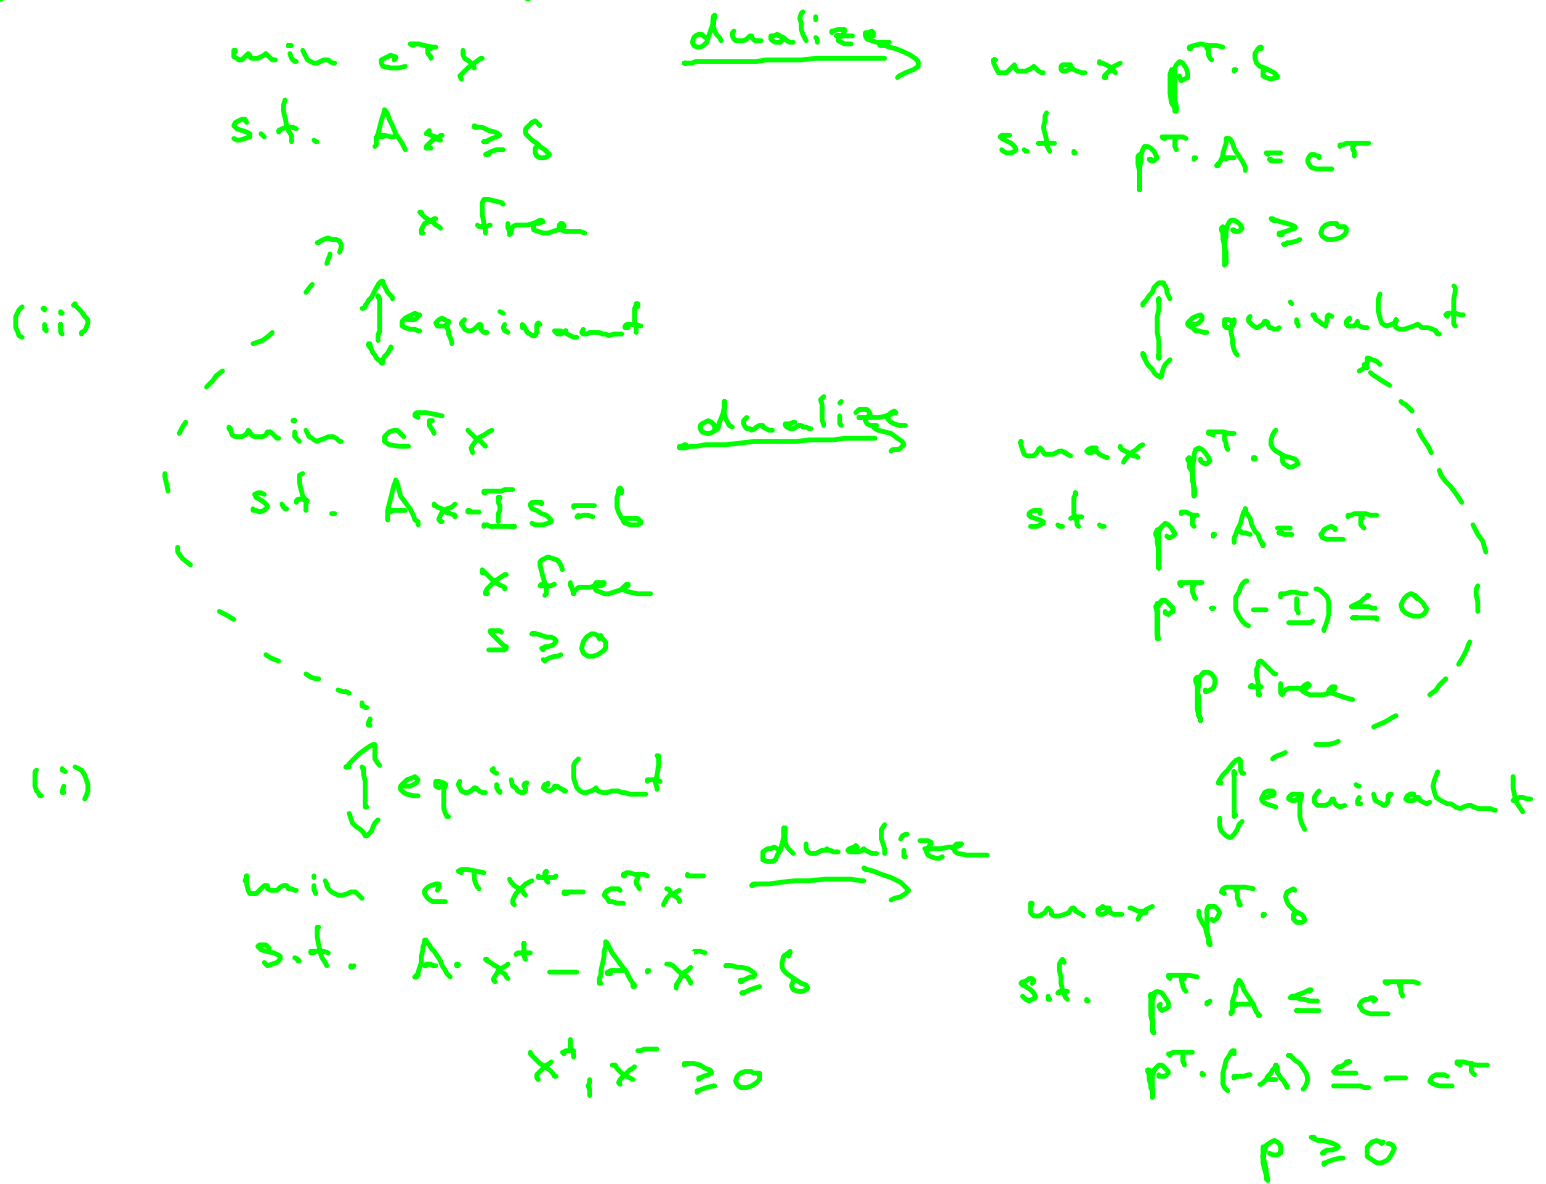 min cᵀx dualize max pᵀ·b
s.t. Ax ≥ b s.t. pᵀ·A = cᵀ
x free p ≥ 0
(ii) equivalent equivalent
min cᵀx dualize max pᵀ·b
s.t. Ax - Is = b s.t. pᵀ·A = cᵀ
x free pᵀ·(-I) ≤ 0
s ≥ 0 p free
(i) equivalent equivalent
min cᵀx⁺ - cᵀx⁻ dualize max pᵀ·b
s.t. A·x⁺ - A·x⁻ ≥ b s.t. pᵀ·A ≤ cᵀ
x⁺, x⁻ ≥ 0 pᵀ·(-A) ≤ -cᵀ
p ≥ 0